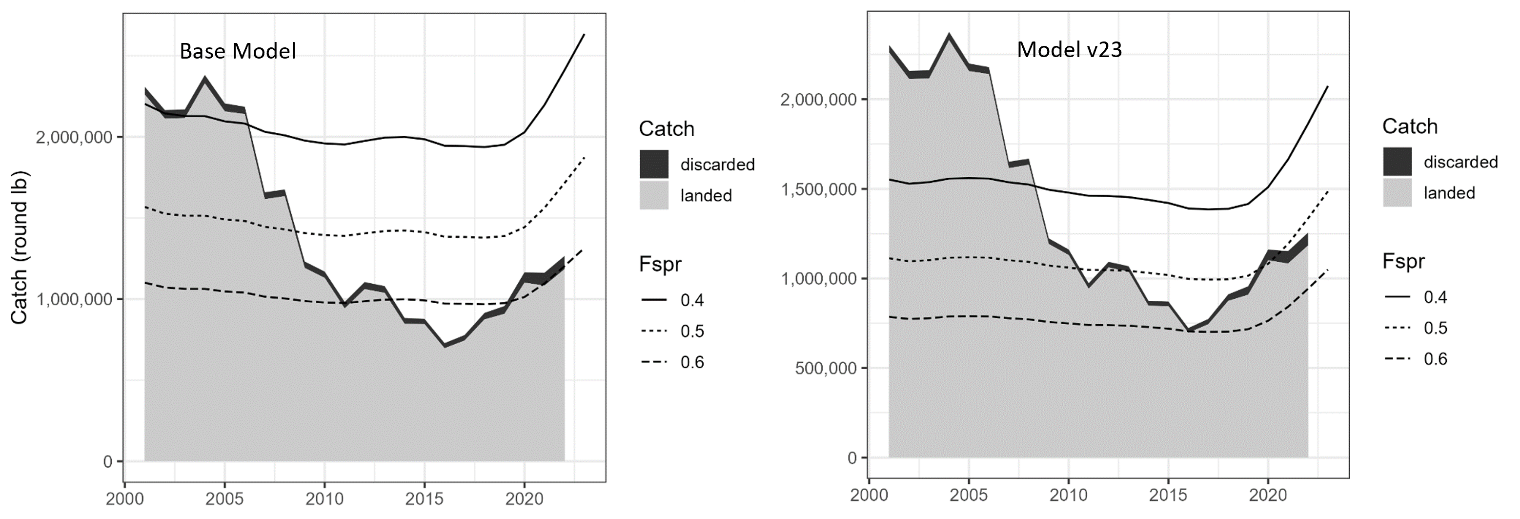 Base Model
Catch (round lb)
2,000,000
1,000,000
0
2000
2005
2010
2015
2020
Catch
discarded
landed
Fspr
0.4
0.5
0.6
Model v23
2,000,000
1,500,000
1,000,000
500,000
0
2000
2005
2010
2015
2020
Catch
discarded
landed
Fspr
0.4
0.5
0.6